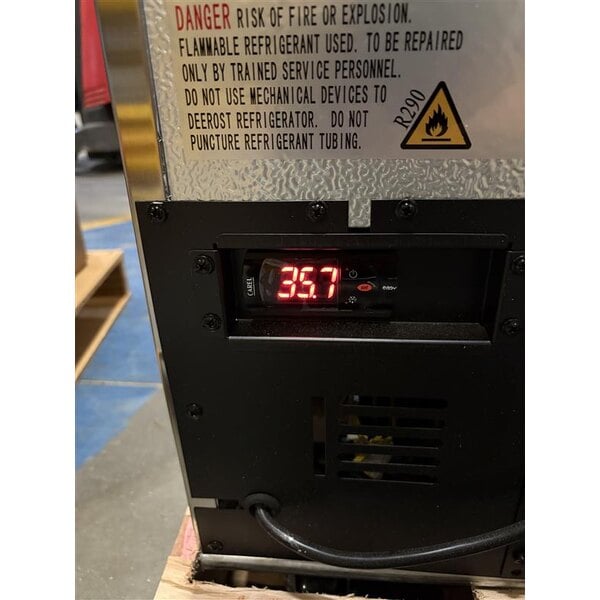 DANGER RISK OF FIRE OR EXPLOSION.
FLAMMABLE REFRIGERANT USED. TO BE REPAIRED
ONLY BY TRAINED SERVICE PERSONNEL.
DO NOT USE MECHANICAL DEVICES TO
DEEROST REFRIGERATOR. DO NOT
PUNCTURE REFRIGERANT TUBING.
R290
CAREL
35.7
easy